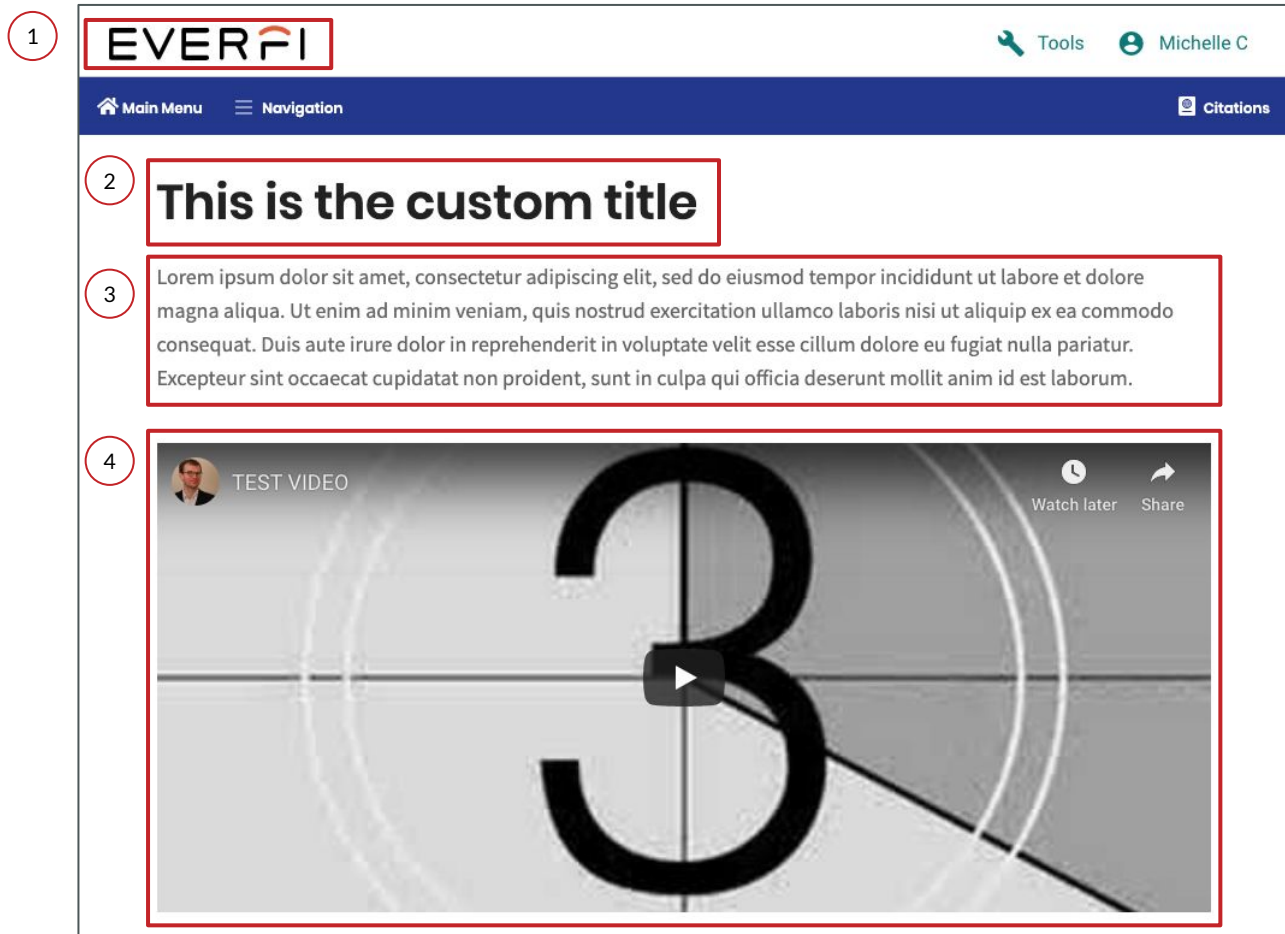 1
EVERFI
Tools
Michelle C
Main Menu
Navigation
Citations
2
This is the custom title
3
Lorem ipsum dolor sit amet, consectetur adipiscing elit, sed do eiusmod tempor incididunt ut labore et dolore
magna aliqua. Ut enim ad minim veniam, quis nostrud exercitation ullamco laboris nisi ut aliquip ex ea commodo
consequat. Duis aute irure dolor in reprehenderit in voluptate velit esse cillum dolore eu fugiat nulla pariatur.
Excepteur sint occaecat cupidatat non proident, sunt in culpa qui officia deserunt mollit anim id est laborum.
4
TEST VIDEO
Watch later
Share
3